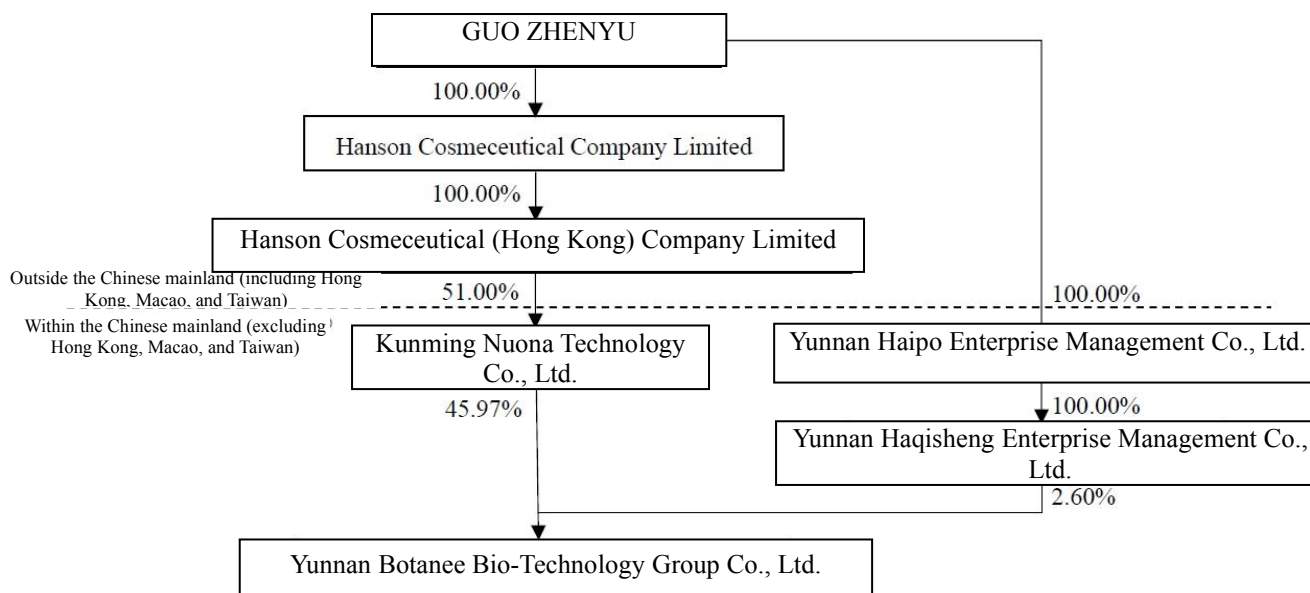 GUO ZHENYU
100.00%
Hanson Cosmeceutical Company Limited
100.00%
Hanson Cosmeceutical (Hong Kong) Company Limited
Outside the Chinese mainland (including Hong
Kong, Macao, and Taiwan)
51.00%
100.00%
Within the Chinese mainland (excluding
Hong Kong, Macao, and Taiwan)
Kunming Nuona Technology
Co., Ltd.
Yunnan Haipo Enterprise Management Co., Ltd.
45.97%
100.00%
Yunnan Haqisheng Enterprise Management Co.,
Ltd.
2.60%
Yunnan Botanee Bio-Technology Group Co., Ltd.